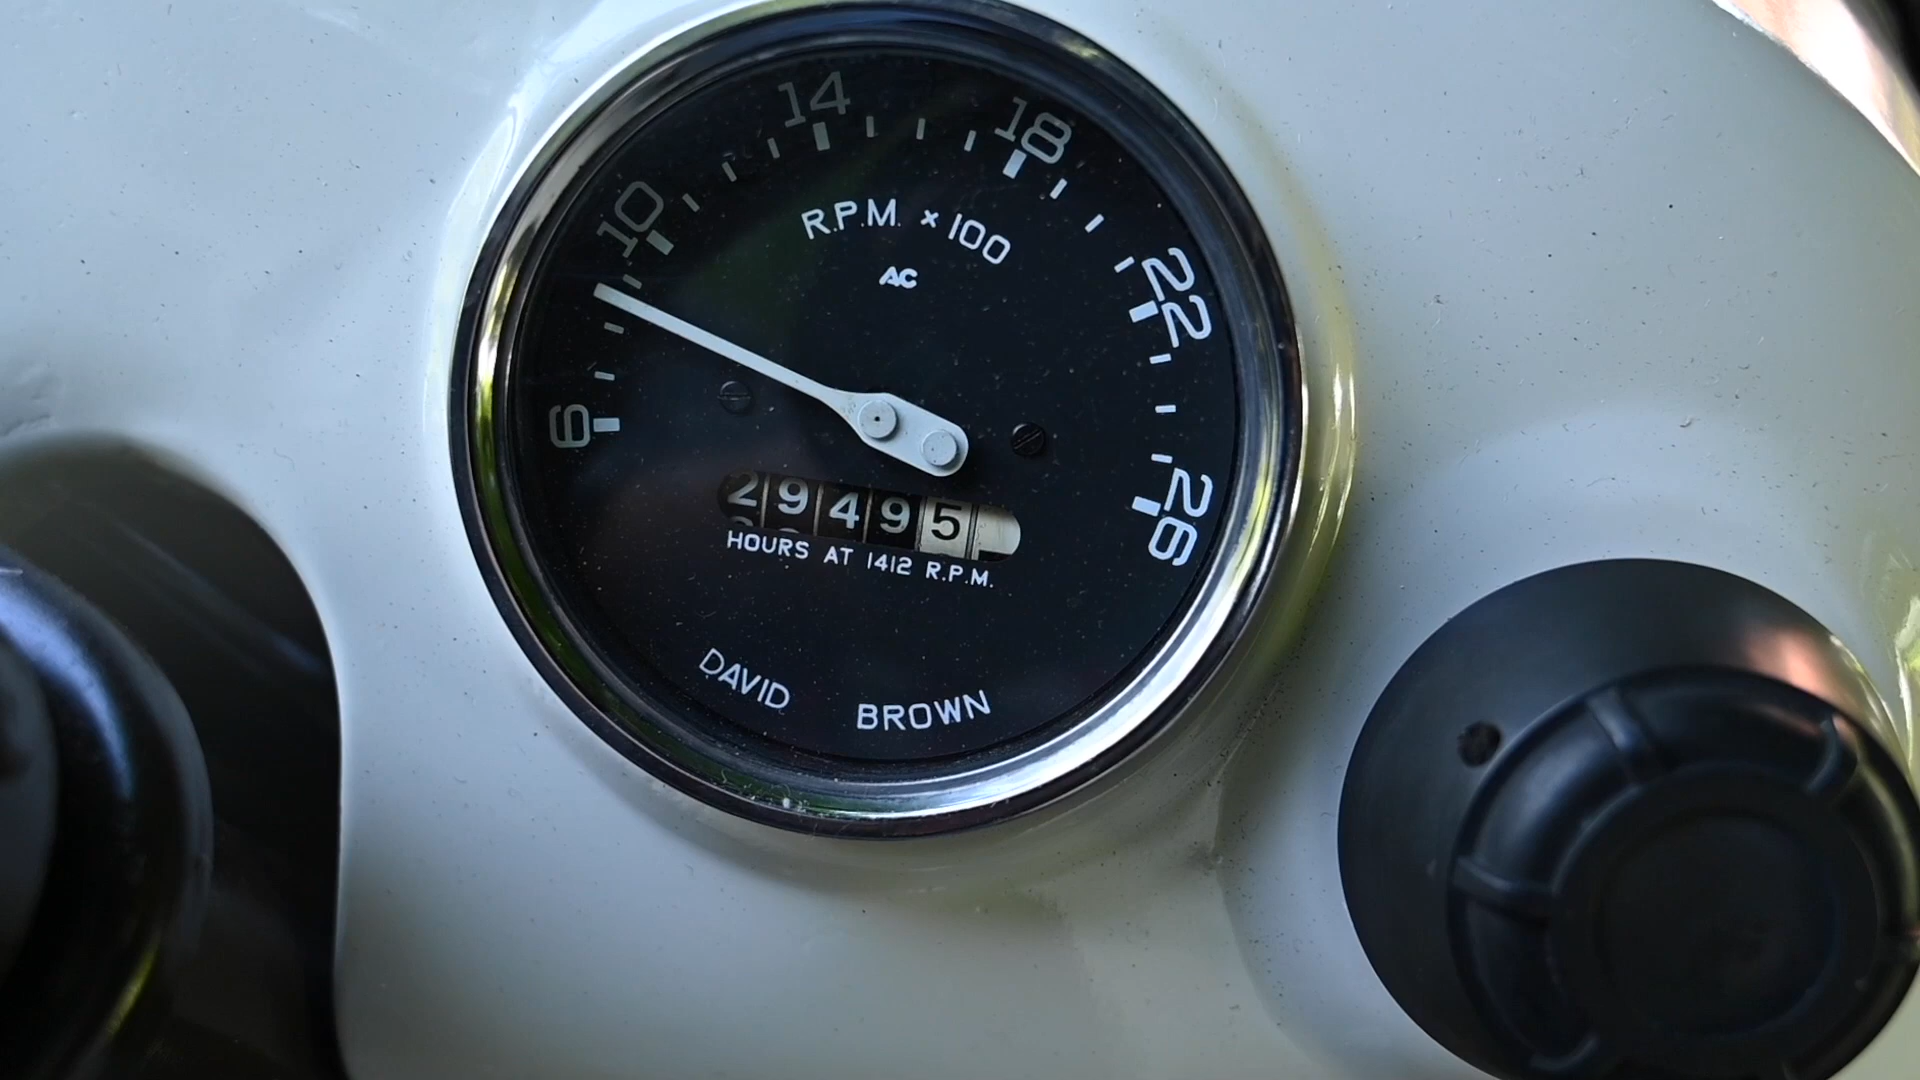 6 10 14 18 22 26
R.P.M. × 100
AC
29495
HOURS AT 1412 R.P.M.
DAVID BROWN